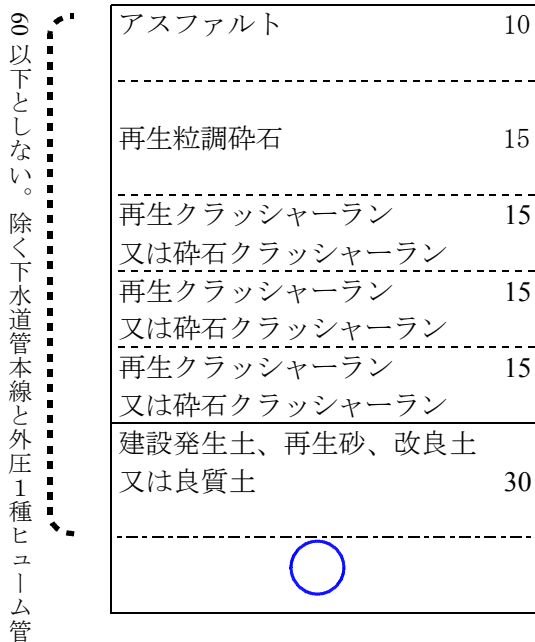 60以下としない。除く下水道管本線と外圧1種ヒューム管
アスファルト 10
再生粒調砕石 15
再生クラッシャーラン 15
又は砕石クラッシャーラン
再生クラッシャーラン 15
又は砕石クラッシャーラン
再生クラッシャーラン 15
又は砕石クラッシャーラン
建設発生土、再生砂、改良土
又は良質土 30